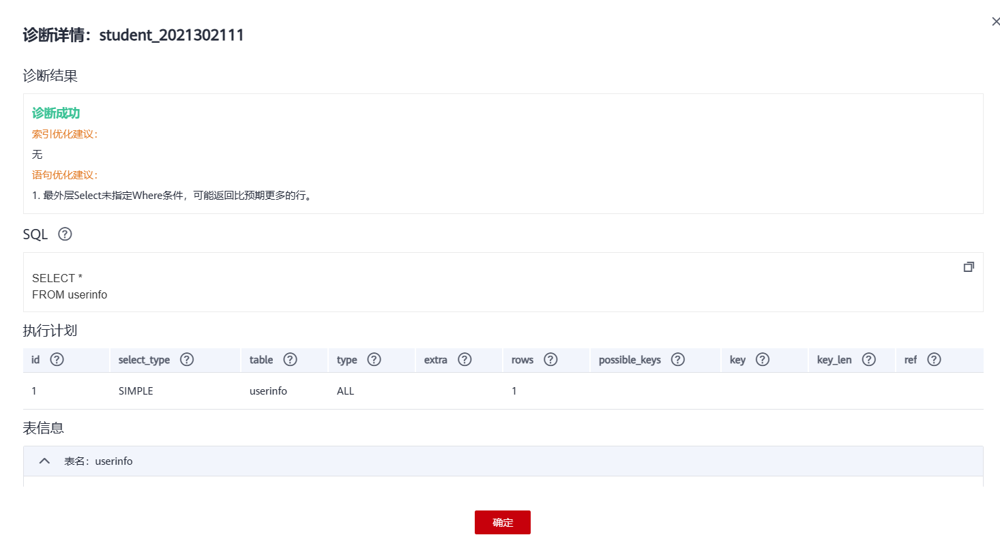 诊断详情：student_2021302111
诊断结果
诊断成功
索引优化建议：
无
语句优化建议：
1. 最外层Select未指定Where条件，可能返回比预期更多的行。
SQL
SELECT *
FROM userinfo
执行计划
id select_type table type extra rows possible_keys key key_len ref
1 SIMPLE userinfo ALL 1
表信息
表名：userinfo
确定